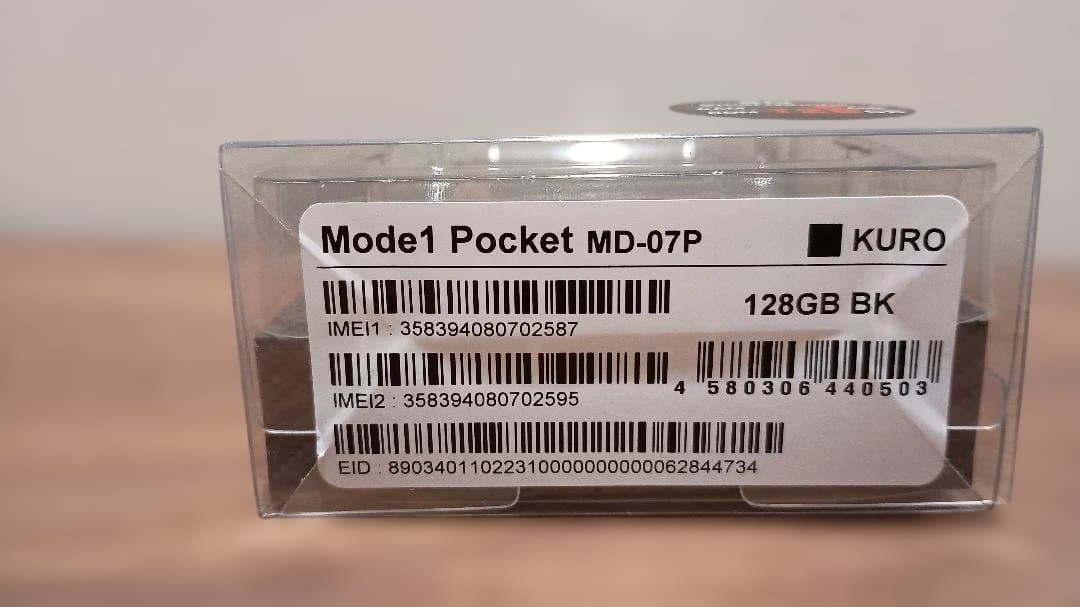 Mode1 Pocket MD-07P
KURO
128GB BK
IMEI1 : 358394080702587
IMEI2 : 358394080702595
4 580306 440503
EID : 89034011022310000000000062844734